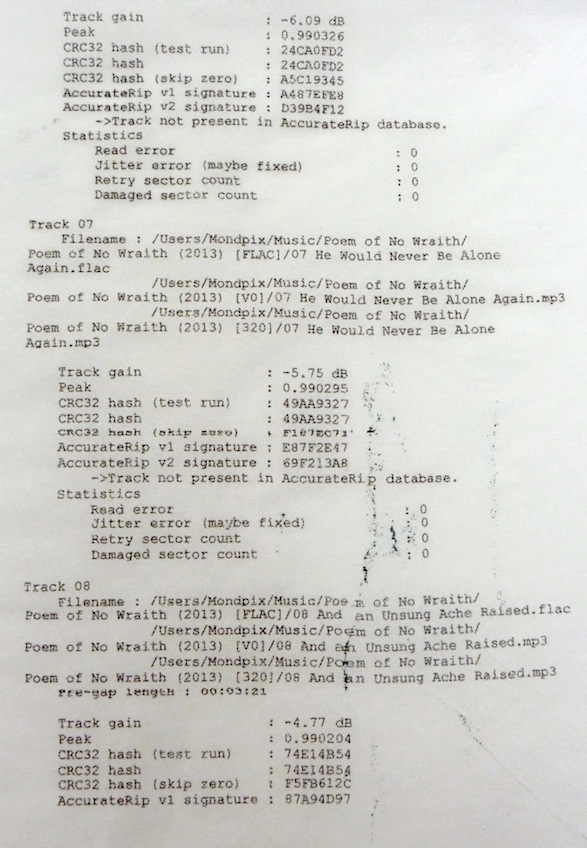 Track gain : -6.09 dB
Peak : 0.990326
CRC32 hash (test run) : 24CA0FD2
CRC32 hash : 24CA0FD2
CRC32 hash (skip zero) : A5C19345
AccurateRip v1 signature : A487EFE8
AccurateRip v2 signature : D39B4F12
->Track not present in AccurateRip database.
Statistics
Read error : 0
Jitter error (maybe fixed) : 0
Retry sector count : 0
Damaged sector count : 0
Track 07
Filename : /Users/Mondpix/Music/Poem of No Wraith/
Poem of No Wraith (2013) [FLAC]/07 He Would Never Be Alone
Again.flac
/Users/Mondpix/Music/Poem of No Wraith/
Poem of No Wraith (2013) [V0]/07 He Would Never Be Alone Again.mp3
/Users/Mondpix/Music/Poem of No Wraith/
Poem of No Wraith (2013) [320]/07 He Would Never Be Alone
Again.mp3
Track gain : -5.75 dB
Peak : 0.990295
CRC32 hash (test run) : 49AA9327
CRC32 hash : 49AA9327
CRC32 hash (skip zero) :
AccurateRip v1 signature : E87F2E47
AccurateRip v2 signature : 69F213A8
->Track not present in AccurateRip database.
Statistics
Read error : 0
Jitter error (maybe fixed) : 0
Retry sector count : 0
Damaged sector count : 0
Track 08
Filename : /Users/Mondpix/Music/Poem of No Wraith/
Poem of No Wraith (2013) [FLAC]/08 And an Unsung Ache Raised.flac
/Users/Mondpix/Music/Poem of No Wraith/
Poem of No Wraith (2013) [V0]/08 And an Unsung Ache Raised.mp3
/Users/Mondpix/Music/Poem of No Wraith/
Poem of No Wraith (2013) [320]/08 And an Unsung Ache Raised.mp3
Pre-gap length : 00:03:21
Track gain : -4.77 dB
Peak : 0.990204
CRC32 hash (test run) : 74E14B54
CRC32 hash : 74E14B54
CRC32 hash (skip zero) : F5FB612C
AccurateRip v1 signature : 87A94D97